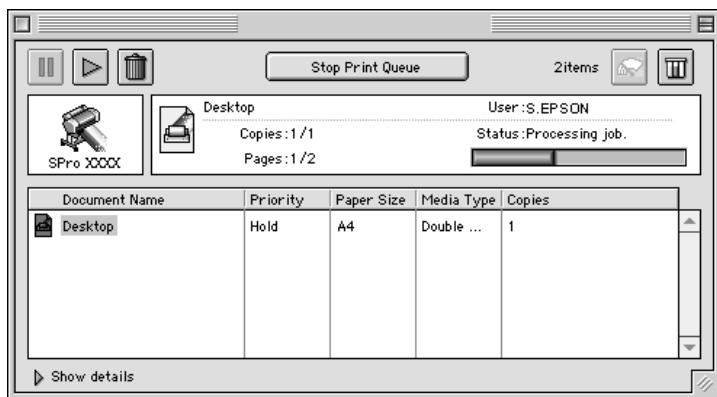 Stop Print Queue
2items
SPro XXXX
Desktop
User:S.EPSON
Copies:1/1
Status:Processing job.
Pages:1/2
Document Name Priority Paper Size Media Type Copies
Desktop Hold A4 Double ... 1
Show details